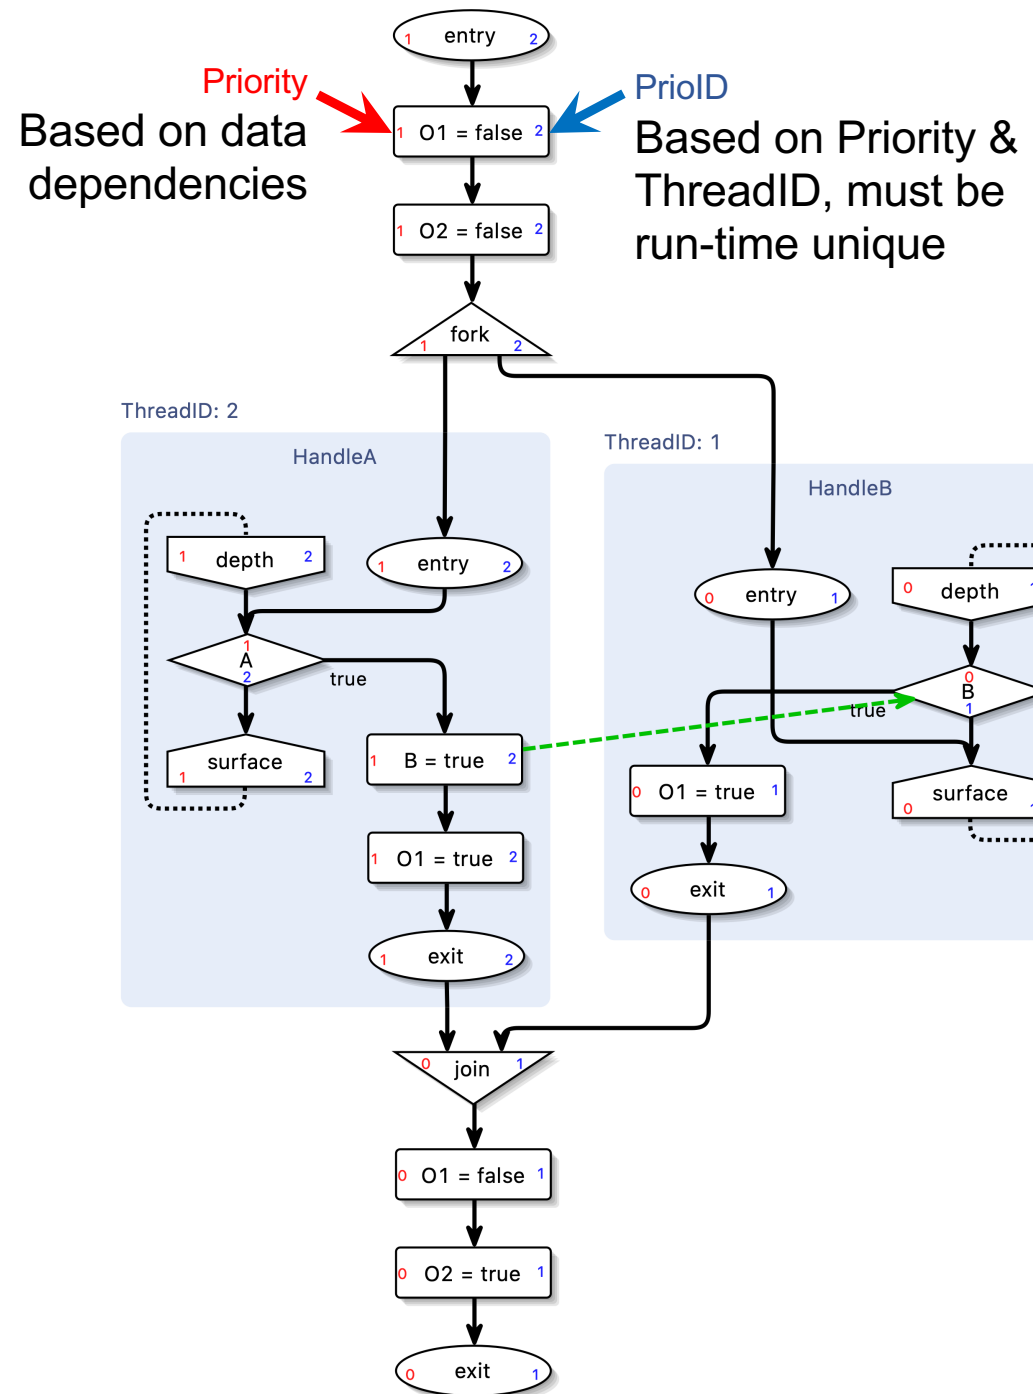 1 entry 2
Priority
PrioID
Based on data
dependencies
1 O1 = false 2
Based on Priority &
ThreadID, must be
run-time unique
1 O2 = false 2
fork
1 2
ThreadID: 2
HandleA
1 depth 2
1 entry 2
1
A
2
true
1 surface 2
1 B = true 2
1 O1 = true 2
1 exit 2
ThreadID: 1
HandleB
0 entry 1
0 depth 1
0
B
1
true
0 O1 = true 1
0 surface 1
0 exit 1
0 join 1
0 O1 = false 1
0 O2 = true 1
0 exit 1